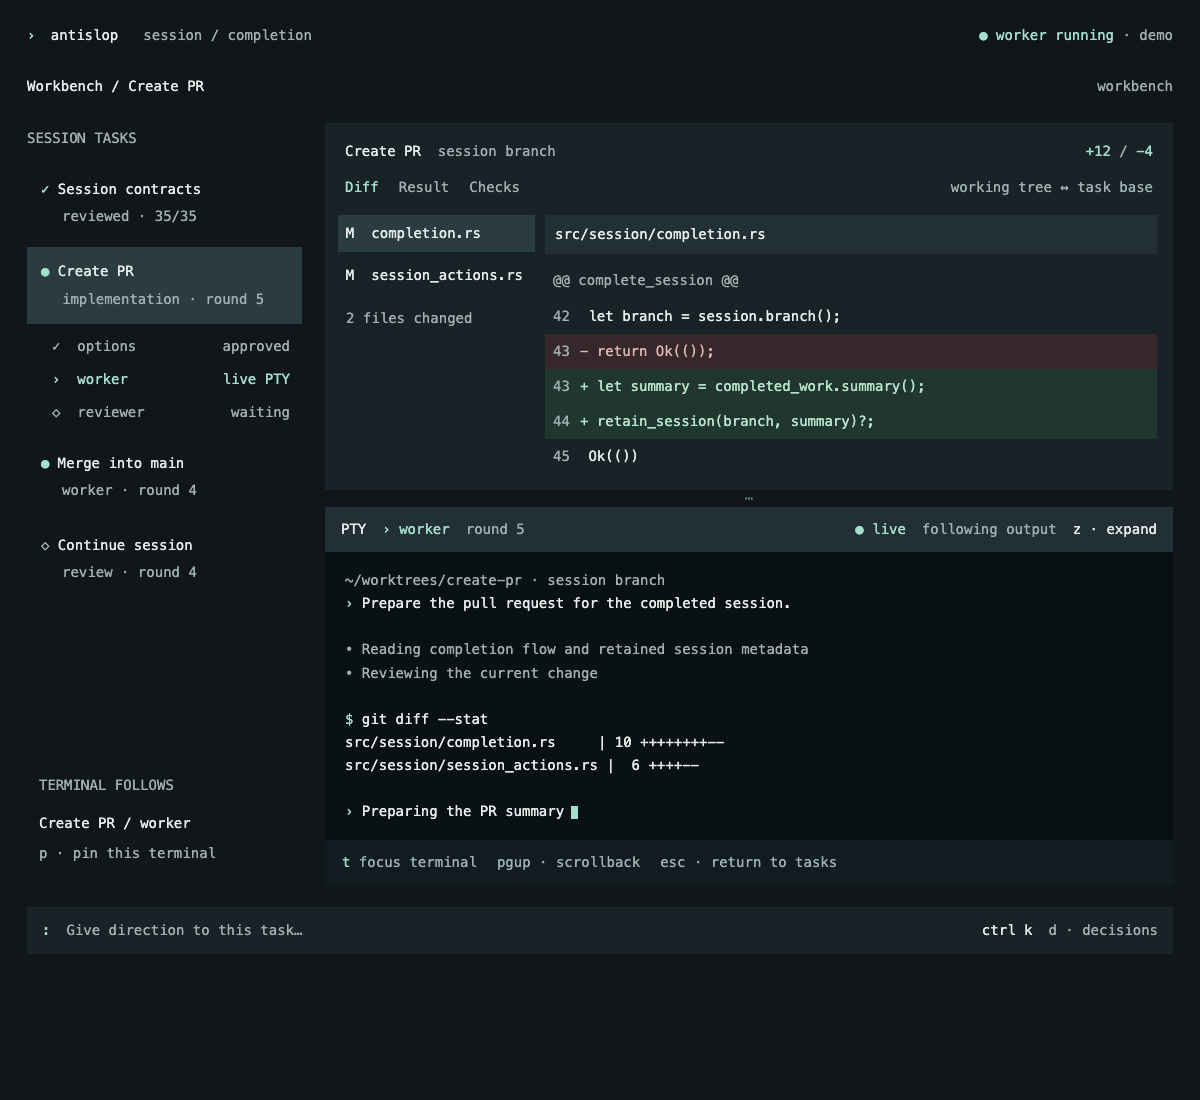 › antislop session / completion ● worker running · demo
Workbench / Create PR workbench
SESSION TASKS
✓ Session contracts
reviewed · 35/35
● Create PR
implementation · round 5
✓ options approved
› worker live PTY
◇ reviewer waiting
● Merge into main
worker · round 4
◇ Continue session
review · round 4
TERMINAL FOLLOWS
Create PR / worker
p · pin this terminal
Create PR session branch +12 / −4
Diff Result Checks working tree ↔ task base
M completion.rs
M session_actions.rs
2 files changed
src/session/completion.rs
@@ complete_session @@
42 let branch = session.branch();
43 − return Ok(());
43 + let summary = completed_work.summary();
44 + retain_session(branch, summary)?;
45 Ok(())
⋯
PTY › worker round 5 ● live following output z · expand
~/worktrees/create-pr · session branch
› Prepare the pull request for the completed session.
• Reading completion flow and retained session metadata
• Reviewing the current change
$ git diff --stat
src/session/completion.rs | 10 ++++++++--
src/session/session_actions.rs | 6 ++++--
› Preparing the PR summary
t focus terminal pgup · scrollback esc · return to tasks
: Give direction to this task… ctrl k d · decisions